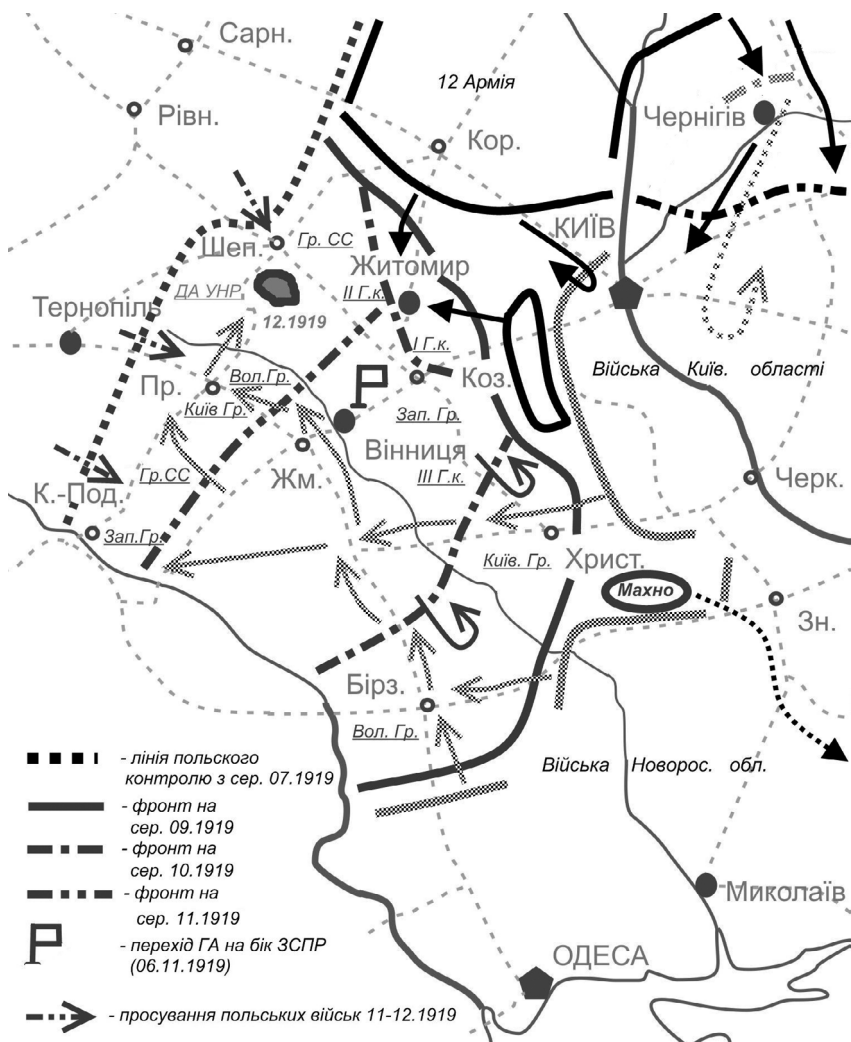 Сарн.
12 Армія
Рівн.
Чернігів
Кор.
КИЇВ
Шеп.
Гр. СС
Житомир
ДА УНР
II Г.к.
12.1919
Тернопіль
I Г.к.
Війська Київ. області
Пр.
Вол.Гр.
Коз.
Київ Гр.
Зап. Гр.
Вінниця
Гр.СС
Жм.
III Г.к.
Черк.
К.-Под.
Зап.Гр.
Київ. Гр.
Христ.
Махно
Зн.
Бірз.
Вол. Гр.
Війська Новорос. обл.
- лінія польского
контролю з сер. 07.1919
- фронт на
сер. 09.1919
- фронт на
сер. 10.1919
- фронт на
сер. 11.1919
Миколаїв
- перехід ГА на бік ЗСПР
(06.11.1919)
ОДЕСА
- просування польських військ 11-12.1919